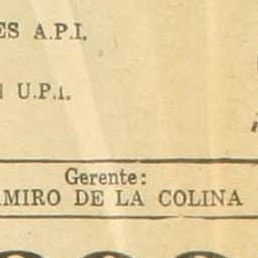 ES A.P.I.
U.P.I.
Gerente:
MIRO DE LA COLINA